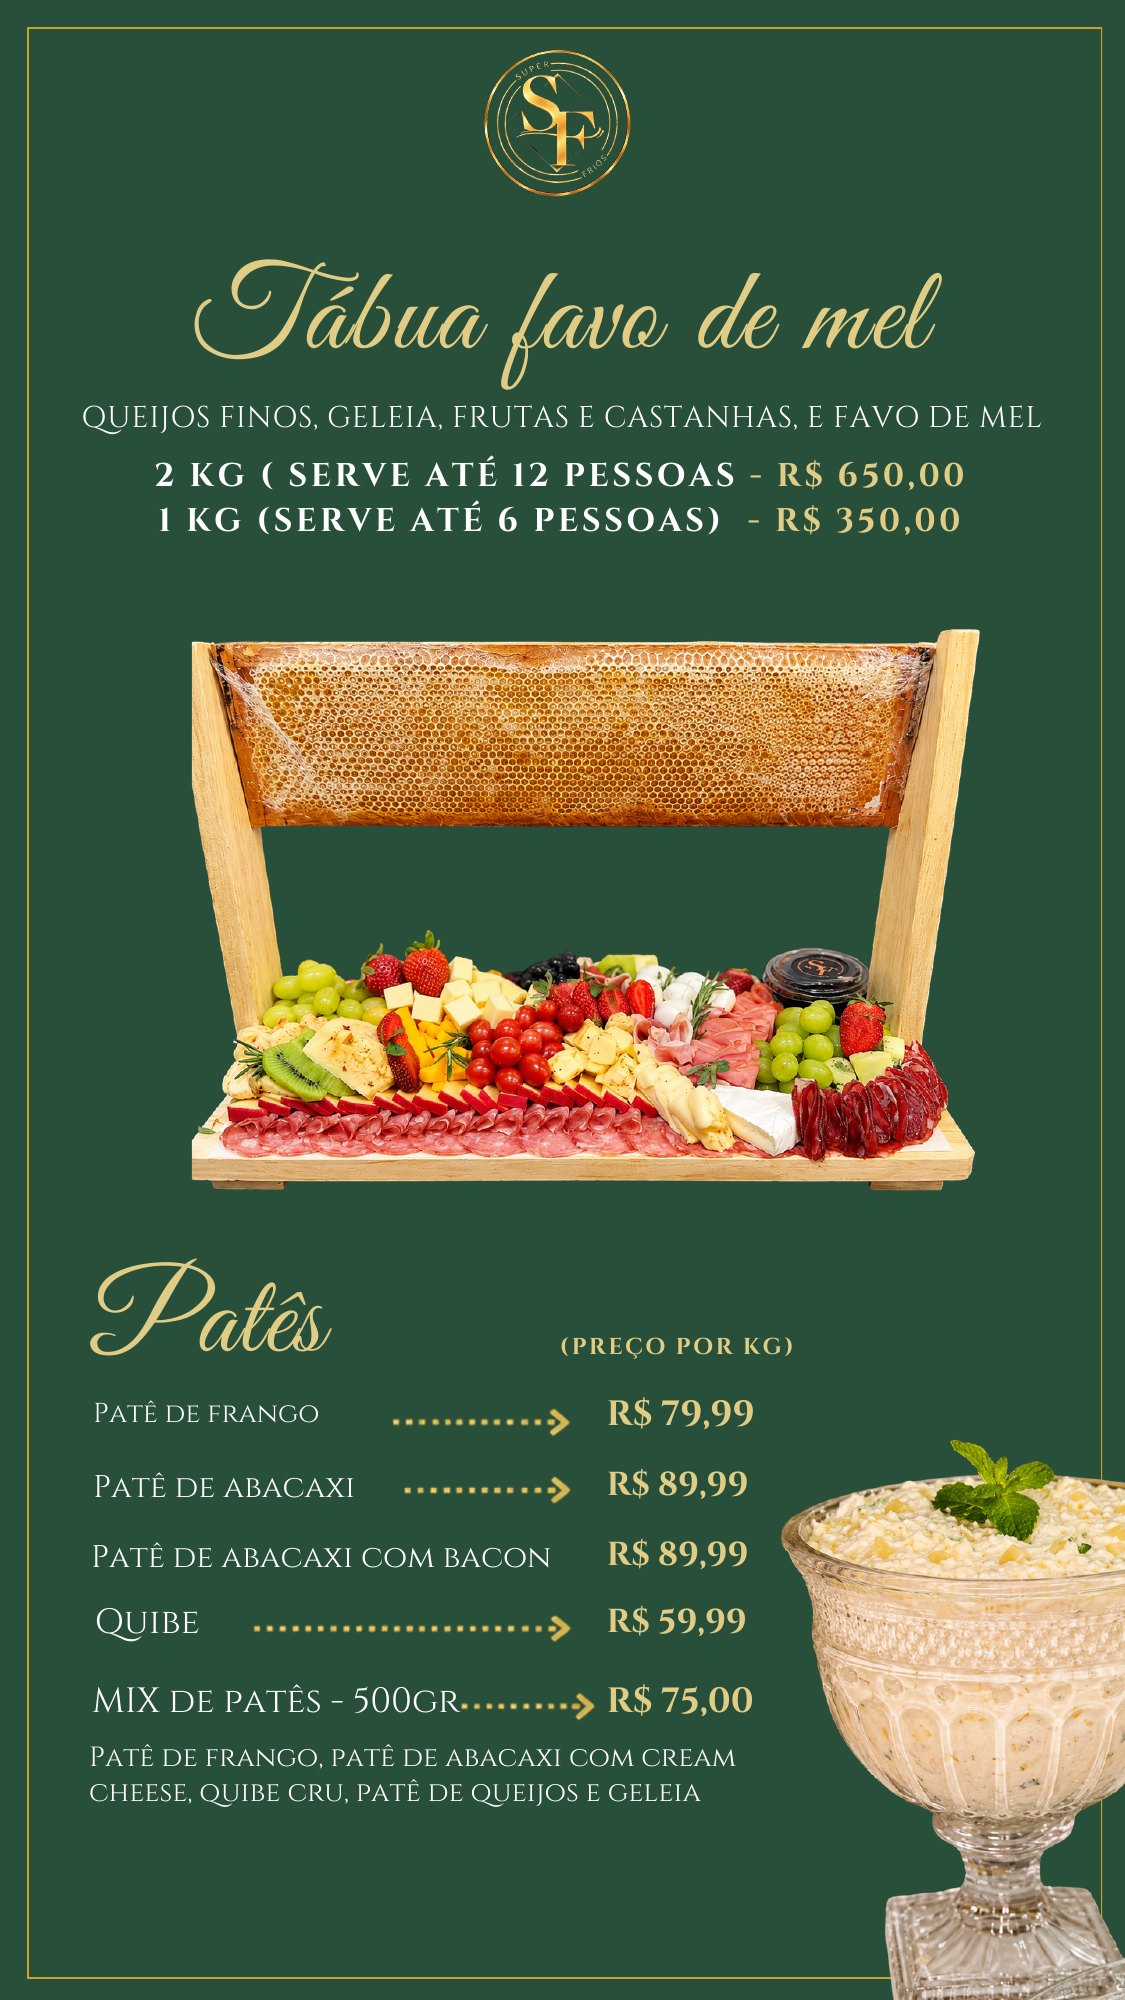 SUPER
SF
FRIOS
Tábua favo de mel
QUEIJOS FINOS, GELEIA, FRUTAS E CASTANHAS, E FAVO DE MEL
2 KG ( SERVE ATÉ 12 PESSOAS - R$ 650,00
1 KG (SERVE ATÉ 6 PESSOAS) - R$ 350,00
SF
Patês
(PREÇO POR KG)
PATÊ DE FRANGO R$ 79,99
PATÊ DE ABACAXI R$ 89,99
PATÊ DE ABACAXI COM BACON R$ 89,99
QUIBE R$ 59,99
MIX DE PATÊS - 500GR R$ 75,00
PATÊ DE FRANGO, PATÊ DE ABACAXI COM CREAM
CHEESE, QUIBE CRU, PATÊ DE QUEIJOS E GELEIA